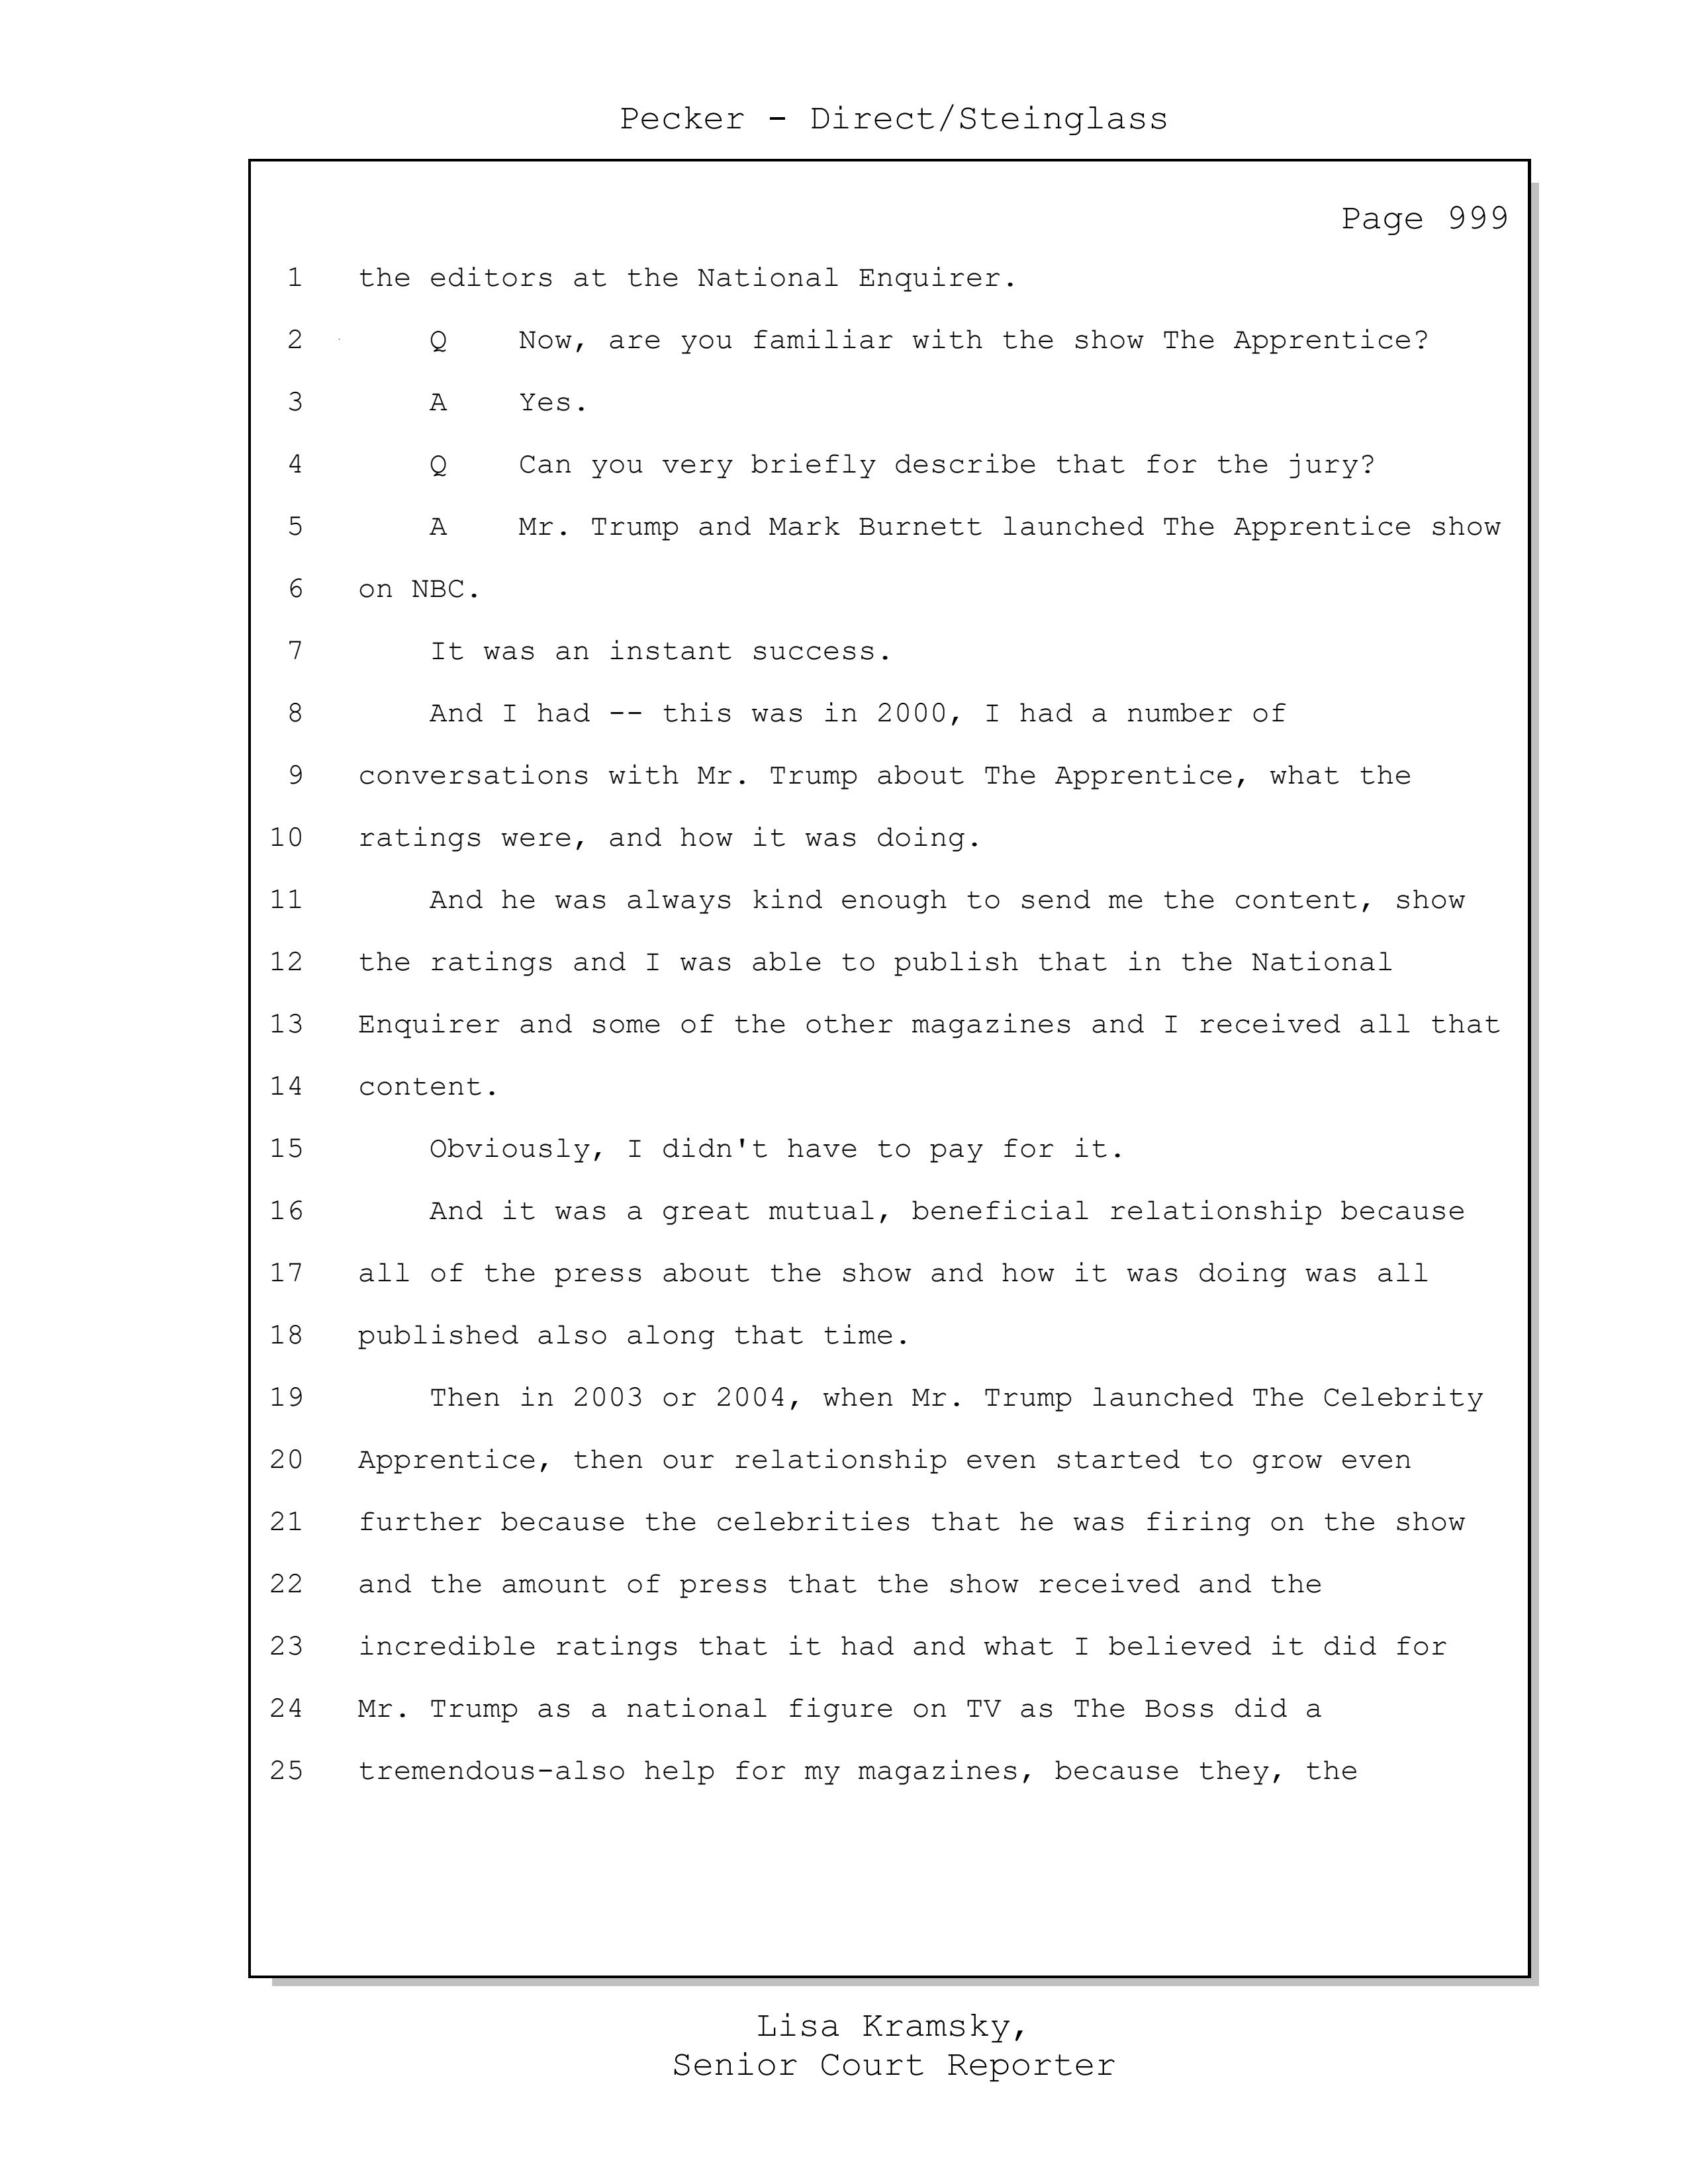 Pecker - Direct/Steinglass
Page 999
1 the editors at the National Enquirer.
2 Q Now, are you familiar with the show The Apprentice?
3 A Yes.
4 Q Can you very briefly describe that for the jury?
5 A Mr. Trump and Mark Burnett launched The Apprentice show
6 on NBC.
7 It was an instant success.
8 And I had -- this was in 2000, I had a number of
9 conversations with Mr. Trump about The Apprentice, what the
10 ratings were, and how it was doing.
11 And he was always kind enough to send me the content, show
12 the ratings and I was able to publish that in the National
13 Enquirer and some of the other magazines and I received all that
14 content.
15 Obviously, I didn't have to pay for it.
16 And it was a great mutual, beneficial relationship because
17 all of the press about the show and how it was doing was all
18 published also along that time.
19 Then in 2003 or 2004, when Mr. Trump launched The Celebrity
20 Apprentice, then our relationship even started to grow even
21 further because the celebrities that he was firing on the show
22 and the amount of press that the show received and the
23 incredible ratings that it had and what I believed it did for
24 Mr. Trump as a national figure on TV as The Boss did a
25 tremendous-also help for my magazines, because they, the
Lisa Kramsky,
Senior Court Reporter